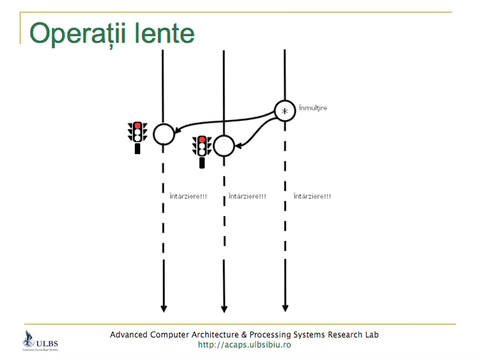 Operații lente
*
Înmulțire
Întârziere!!!
Întârziere!!!
Întârziere!!!
ULBS
Advanced Computer Architecture & Processing Systems Research Lab
http://acaps.ulbsibiu.ro